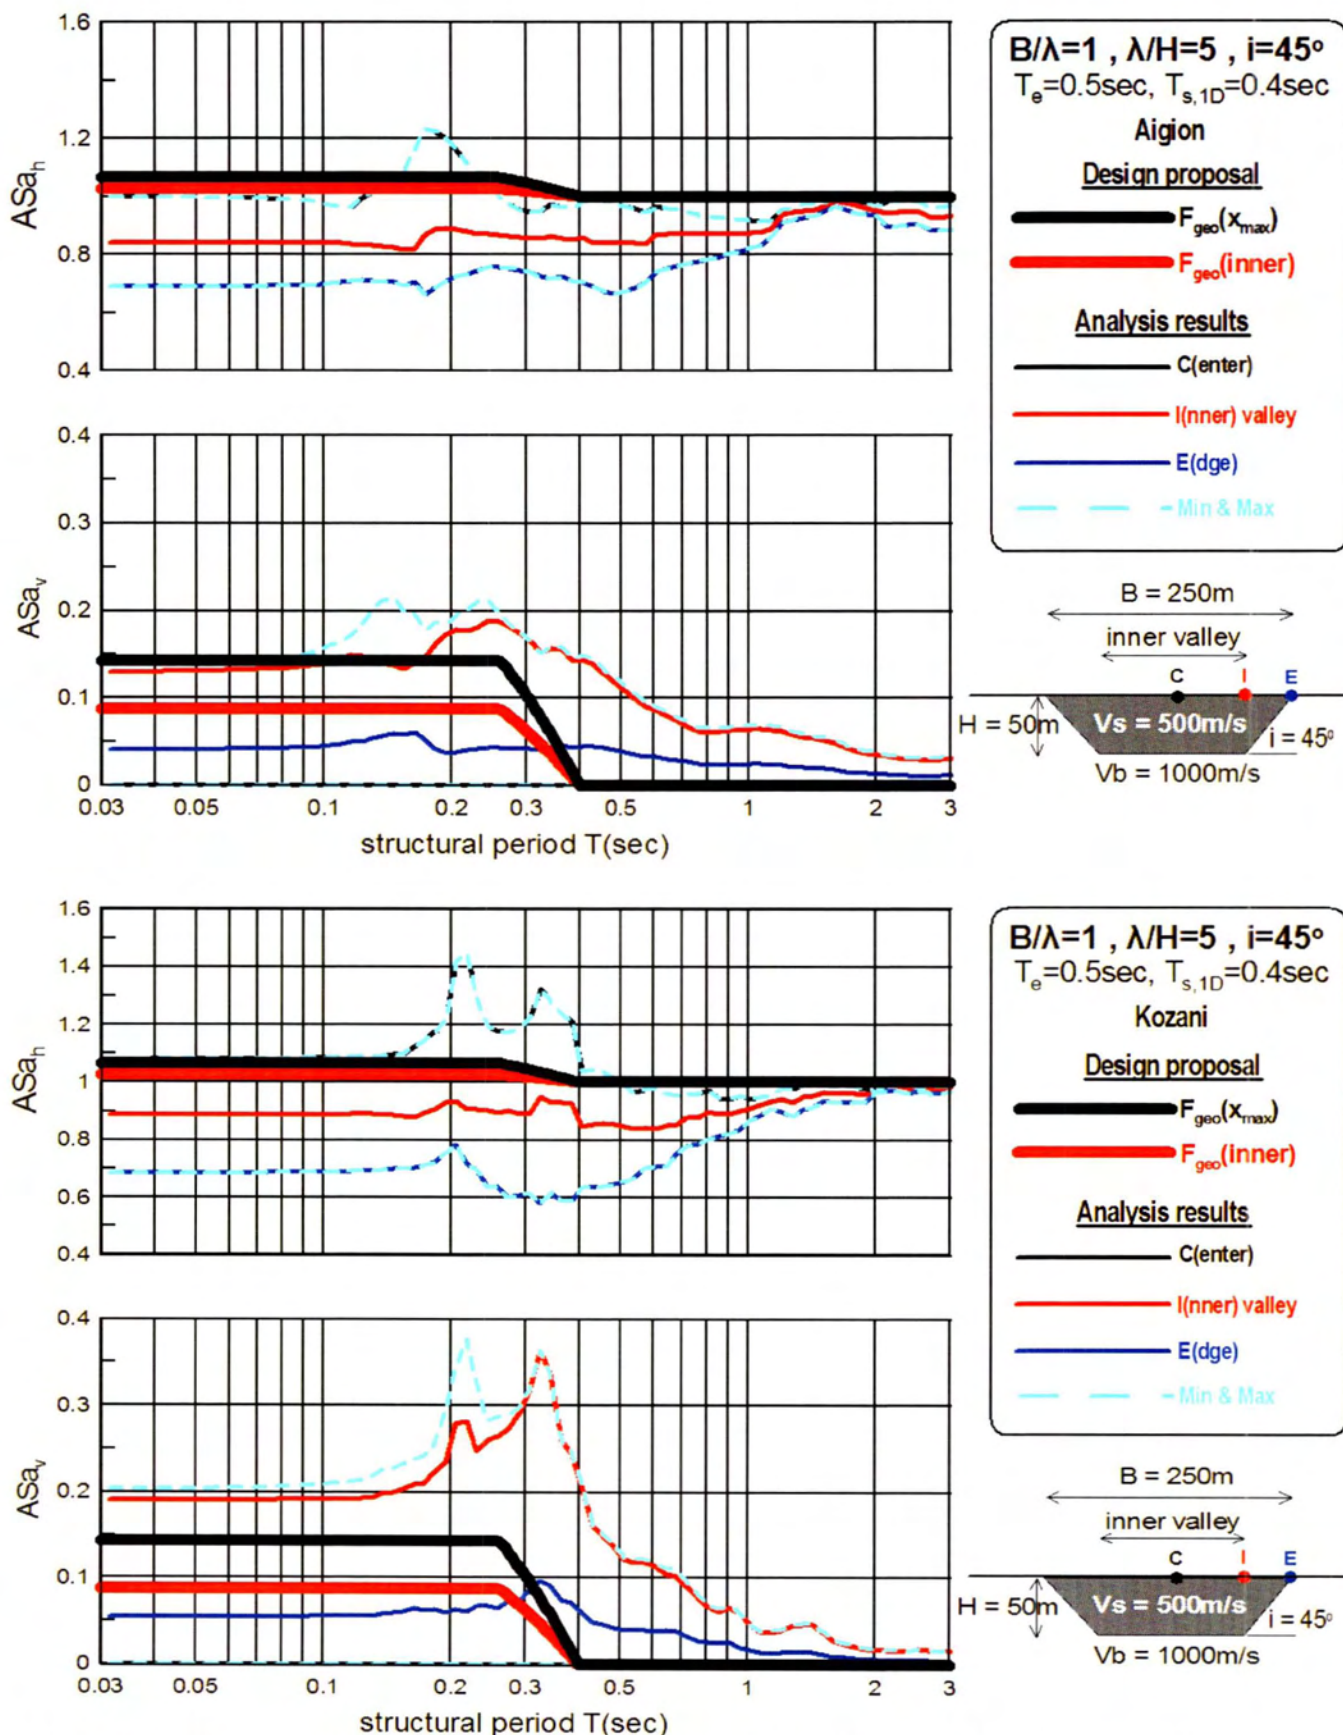 1.6
1.2
0.8
0.4
ASa_h
0.4
0.3
0.2
0.1
0
ASa_v
0.03 0.05 0.1 0.2 0.3 0.5 1 2 3
structural period T(sec)
B/λ=1 , λ/H=5 , i=45°
T_e=0.5sec, T_s,1D=0.4sec
Aigion
Design proposal
F_geo(x_max)
F_geo(inner)
Analysis results
C(enter)
I(nner) valley
E(dge)
Min & Max
B = 250m
inner valley
C I E
H = 50m Vs = 500m/s i = 45°
Vb = 1000m/s
1.6
1.4
1.2
1
0.8
0.6
0.4
ASa_h
0.4
0.3
0.2
0.1
0
ASa_v
0.03 0.05 0.1 0.2 0.3 0.5 1 2 3
structural period T(sec)
B/λ=1 , λ/H=5 , i=45°
T_e=0.5sec, T_s,1D=0.4sec
Kozani
Design proposal
F_geo(x_max)
F_geo(inner)
Analysis results
C(enter)
I(nner) valley
E(dge)
Min & Max
B = 250m
inner valley
C I E
H = 50m Vs = 500m/s i = 45°
Vb = 1000m/s